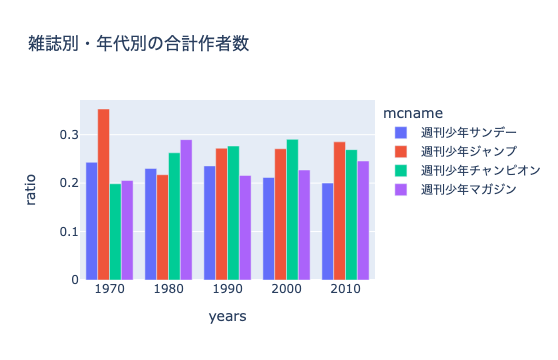 雑誌別・年代別の合計作者数
mcname
週刊少年サンデー
週刊少年ジャンプ
週刊少年チャンピオン
週刊少年マガジン
ratio
0.3
0.2
0.1
0
1970 1980 1990 2000 2010
years